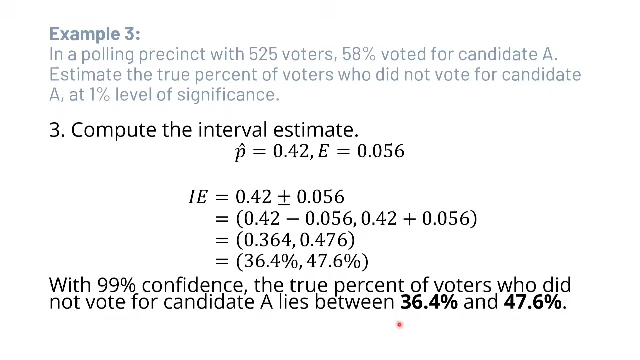 Example 3:
In a polling precinct with 525 voters, 58% voted for candidate A.
Estimate the true percent of voters who did not vote for candidate
A, at 1% level of significance.
3. Compute the interval estimate.
p̂ = 0.42, E = 0.056
IE = 0.42 ± 0.056
= (0.42 − 0.056, 0.42 + 0.056)
= (0.364, 0.476)
= (36.4%, 47.6%)
With 99% confidence, the true percent of voters who did
not vote for candidate A lies between 36.4% and 47.6%.